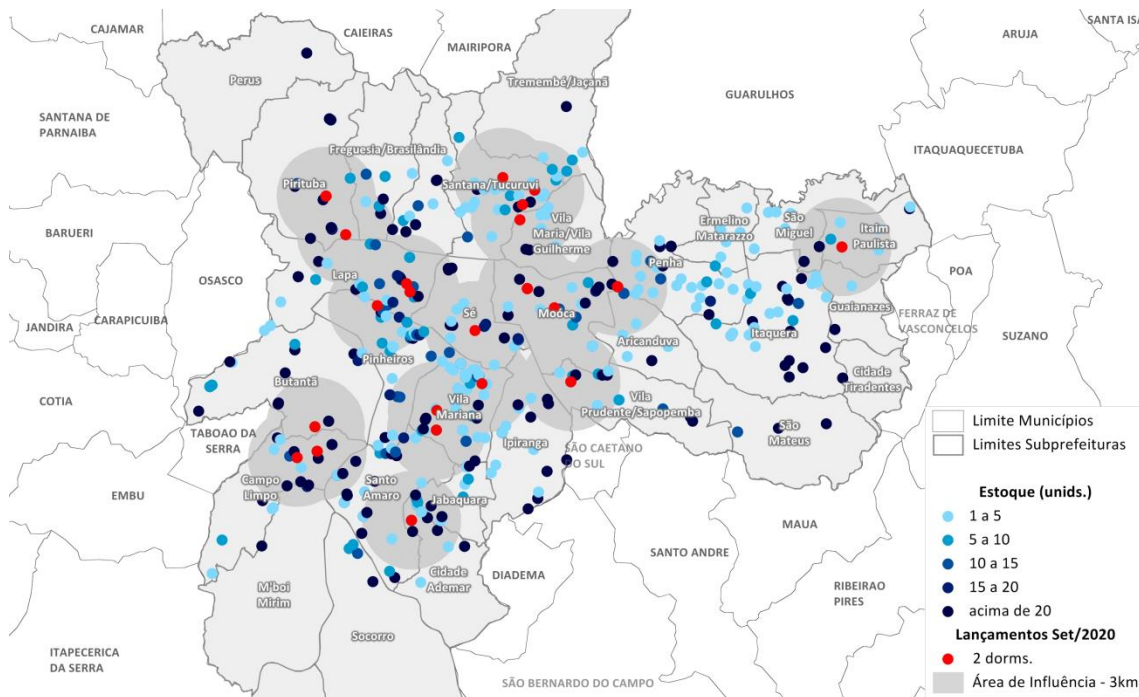 CAJAMAR
CAIEIRAS
MAIRIPORA
ARUJA
SANTA ISA
Perus
Tremembé/Jaçanã
GUARULHOS
SANTANA DE
PARNAIBA
Freguesia/Brasilândia
ITAQUAQUECETUBA
Pirituba
Santana/Tucuruvi
BARUERI
Vila
Maria/Vila
Guilherme
Ermelino
Matarazzo
São
Miguel
Itaim
Paulista
OSASCO
Lapa
Penha
POA
JANDIRA
CARAPICUIBA
Sé
Mooca
Guaianazes
FERRAZ DE
VASCONCELOS
SUZANO
Itaquera
Aricanduva
Pinheiros
Butantã
Cidade
Tiradentes
COTIA
Vila
Mariana
Vila
Prudente/Sapopemba
TABOAO DA
SERRA
Ipiranga
SÃO CAETANO
DO SUL
São
Mateus
EMBU
Campo
Limpo
Santo
Amaro
Jabaquara
MAUA
SANTO ANDRE
DIADEMA
Cidade
Ademar
M'boi
Mirim
RIBEIRAO
PIRES
Socorro
ITAPECERICA
DA SERRA
SÃO BERNARDO DO CAMPO
Limite Municípios
Limites Subprefeituras
Estoque (unids.)
1 a 5
5 a 10
10 a 15
15 a 20
acima de 20
Lançamentos Set/2020
2 dorms.
Área de Influência - 3km